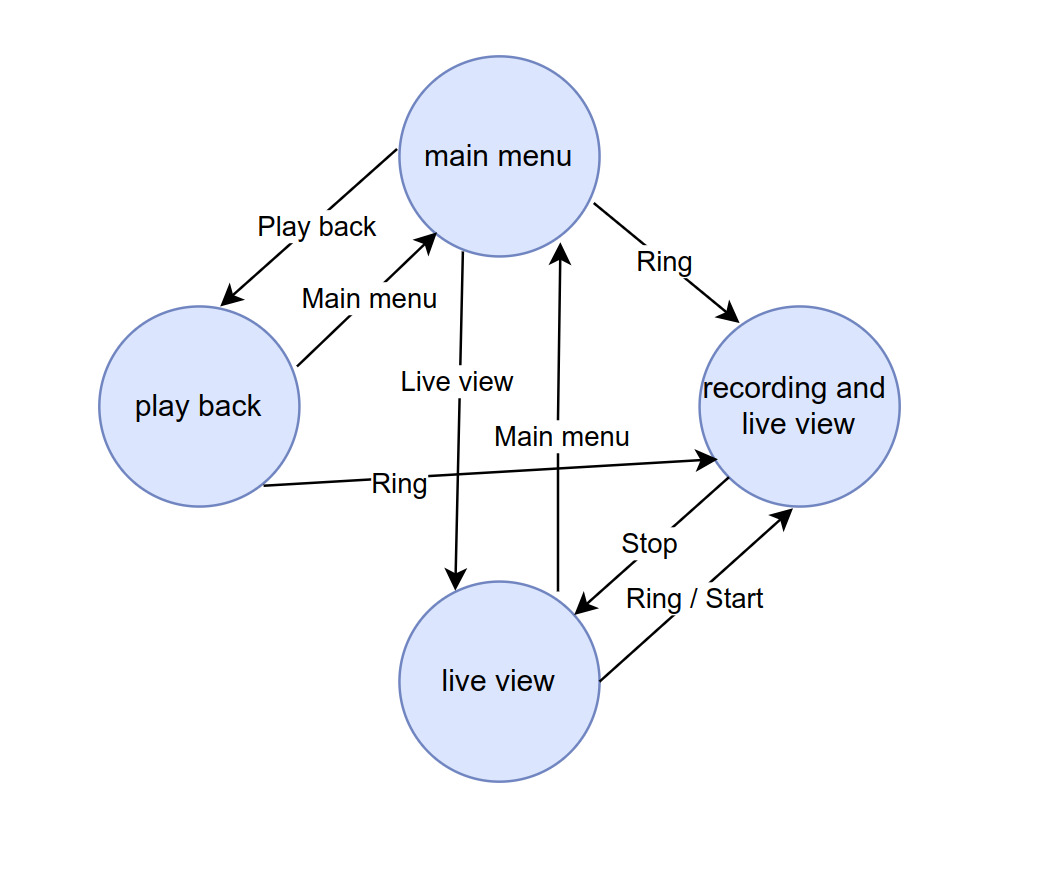 main menu
Play back
Ring
Main menu
Live view
play back
recording and
live view
Main menu
Ring
Stop
Ring / Start
live view